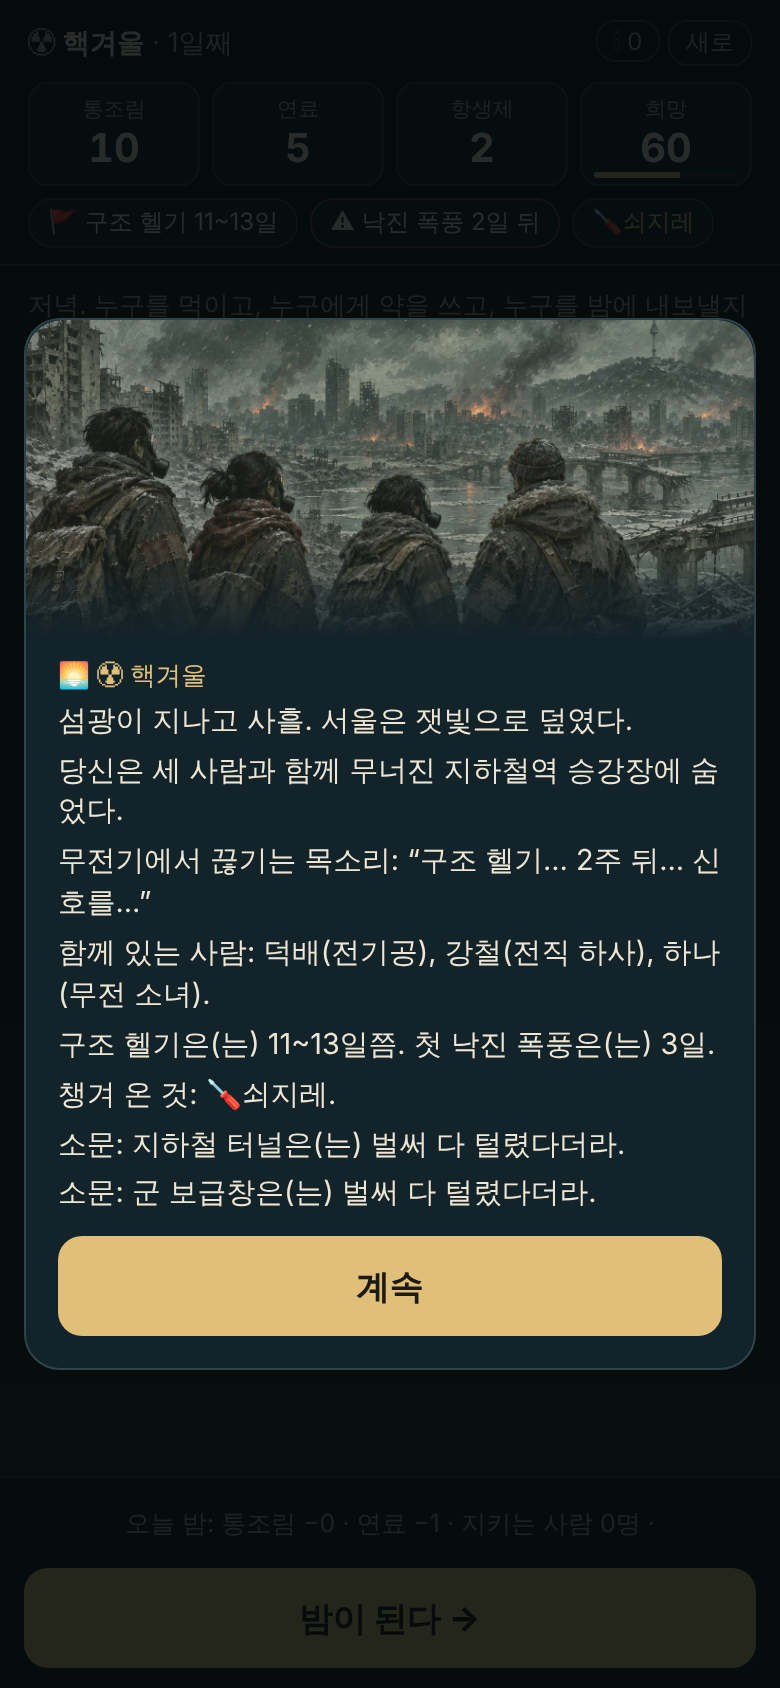 ☢ 핵겨울 · 1일째
0
새로
통조림
연료
항생제
희망
10
5
2
60
🚩 구조 헬기 11~13일
⚠ 낙진 폭풍 2일 뒤
🪛쇠지레
저녁. 누구를 먹이고, 누구에게 약을 쓰고, 누구를 밤에 내보낼지
🌅 ☢ 핵겨울
섬광이 지나고 사흘. 서울은 잿빛으로 덮였다.
당신은 세 사람과 함께 무너진 지하철역 승강장에 숨
었다.
무전기에서 끊기는 목소리: “구조 헬기… 2주 뒤… 신
호를…”
함께 있는 사람: 덕배(전기공), 강철(전직 하사), 하나
(무전 소녀).
구조 헬기은(는) 11~13일쯤. 첫 낙진 폭풍은(는) 3일.
챙겨 온 것: 🪛쇠지레.
소문: 지하철 터널은(는) 벌써 다 털렸다더라.
소문: 군 보급창은(는) 벌써 다 털렸다더라.
계속
오늘 밤: 통조림 −0 · 연료 −1 · 지키는 사람 0명 ·
밤이 된다 →